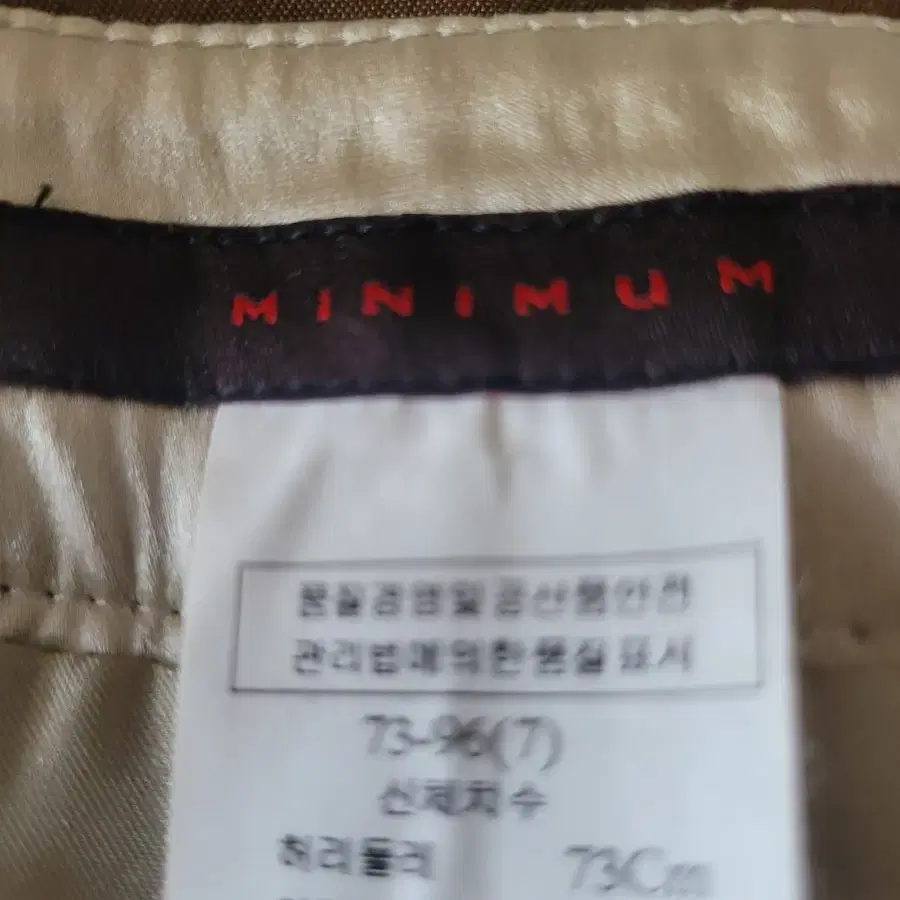 MINIMUM
품질경영및공산품안전
관리법에의한품질표시
73-96(7)
신체치수
허리둘레 73Cm